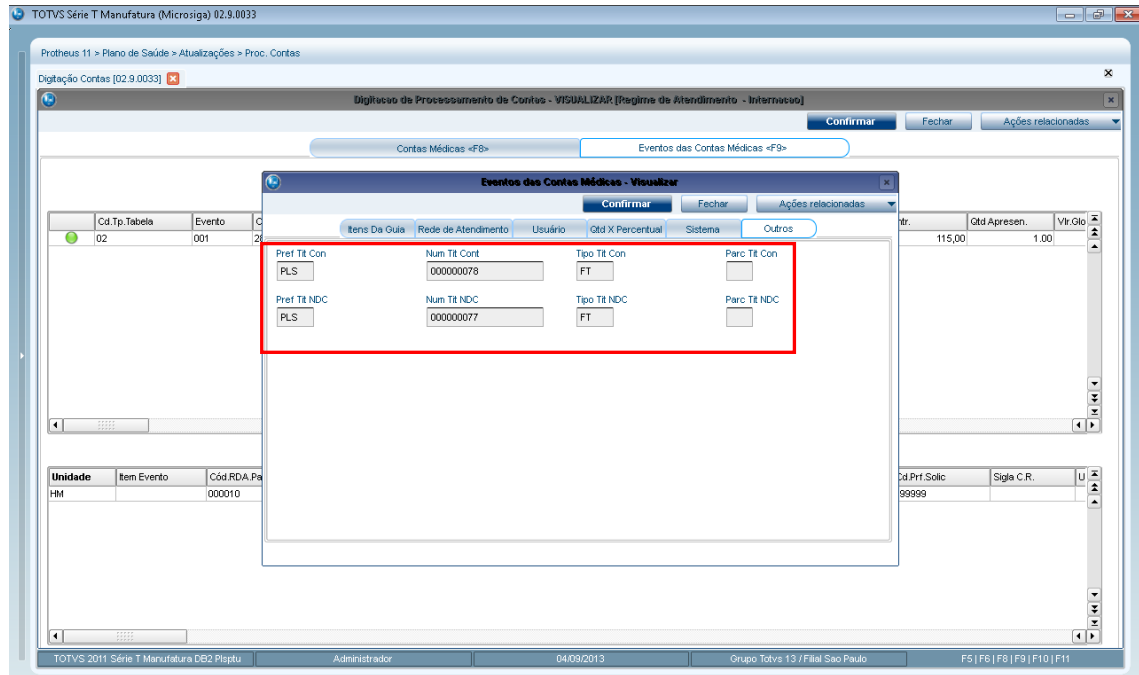 TOTVS Série T Manufatura (Microsiga) 02.9.0033
Protheus 11 > Plano de Saúde > Atualizações > Proc. Contas
Digitação Contas [02.9.0033]
Digitacao de Processamento de Contas - VISUALIZAR [Regime de Atendimento - Internacao]
Confirmar Fechar Ações relacionadas
Contas Médicas <F8> Eventos das Contas Médicas <F9>
Eventos das Contas Médicas - Visualizar
Confirmar Fechar Ações relacionadas
Itens Da Guia Rede de Atendimento Usuário Qtd X Percentual Sistema Outros
Cd.Tp.Tabela Evento ntr. Qtd Apresen. Vlr.Glo
02 001 115,00 1.00
Pref Tit Con Num Tit Cont Tipo Tit Con Parc Tit Con
PLS 000000078 FT
Pref Tit NDC Num Tit NDC Tipo Tit NDC Parc Tit NDC
PLS 000000077 FT
Unidade Item Evento Cód.RDA.Pa Cd.Prf.Solic Sigla C.R. U
HM 000010 99999
TOTVS 2011 Série T Manufatura DB2 Plsptu Administrador 04/09/2013 Grupo Totvs 13 / Filial Sao Paulo F5 | F6 | F8 | F9 | F10 | F11